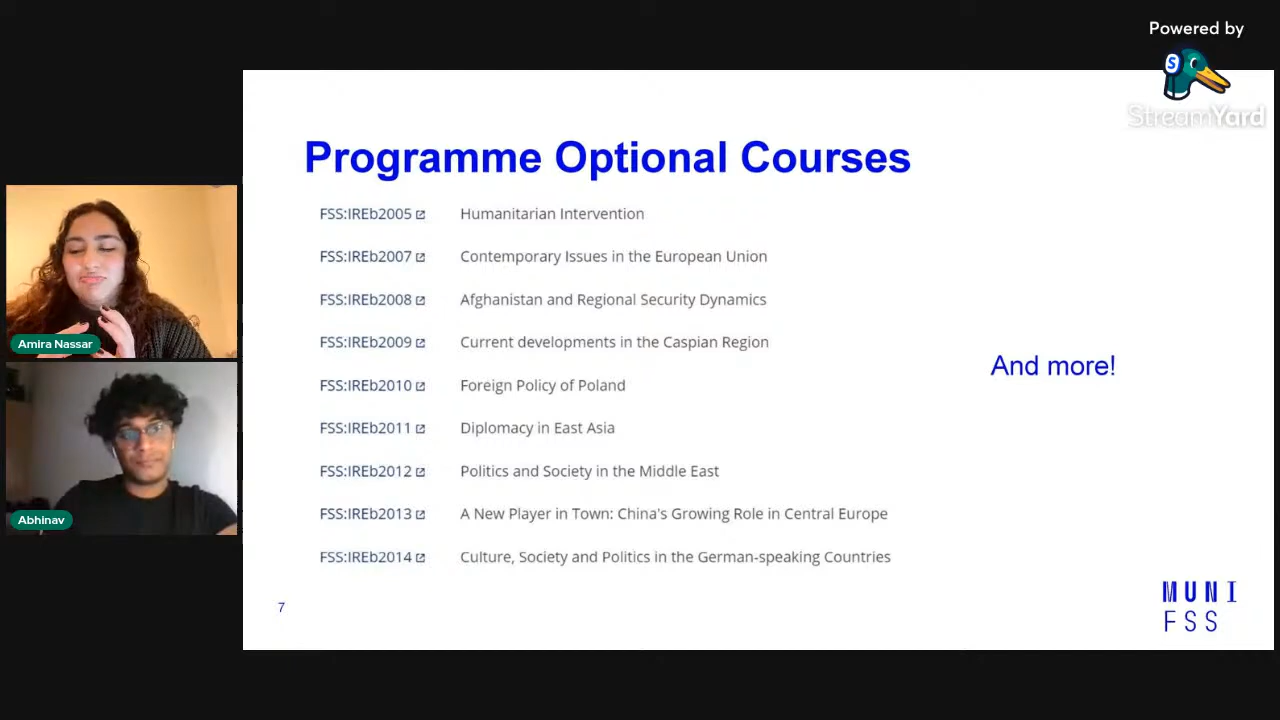 Powered by
S
StreamYard
Programme Optional Courses
FSS:IREb2005 Humanitarian Intervention
FSS:IREb2007 Contemporary Issues in the European Union
FSS:IREb2008 Afghanistan and Regional Security Dynamics
FSS:IREb2009 Current developments in the Caspian Region
FSS:IREb2010 Foreign Policy of Poland
FSS:IREb2011 Diplomacy in East Asia
FSS:IREb2012 Politics and Society in the Middle East
FSS:IREb2013 A New Player in Town: China's Growing Role in Central Europe
FSS:IREb2014 Culture, Society and Politics in the German-speaking Countries
And more!
7
MUNI
FSS
Amira Nassar
Abhinav